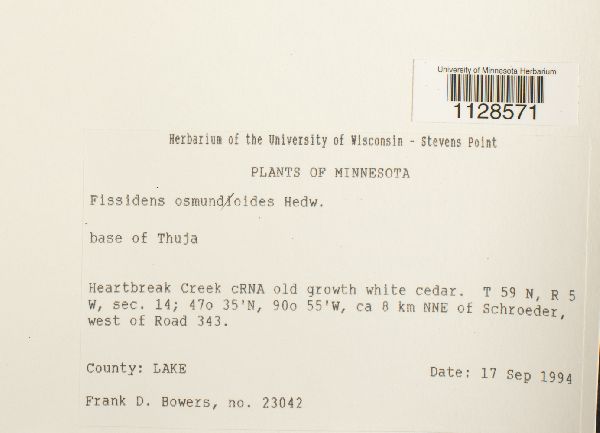 University of Minnesota Herbarium
1128571
Herbarium of the University of Wisconsin - Stevens Point
PLANTS OF MINNESOTA
Fissidens osmundioides Hedw.
base of Thuja
Heartbreak Creek cRNA old growth white cedar. T 59 N, R 5
W, sec. 14; 47o 35'N, 90o 55'W, ca 8 km NNE of Schroeder,
west of Road 343.
County: LAKE
Date: 17 Sep 1994
Frank D. Bowers, no. 23042